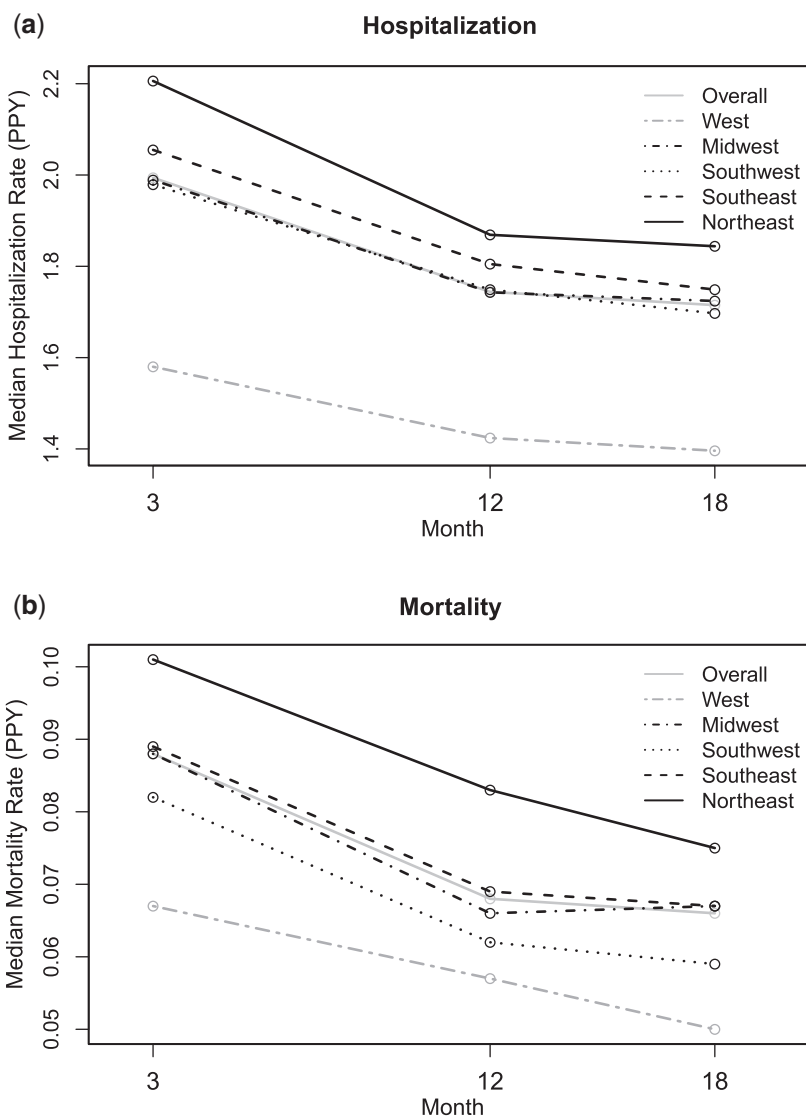 (a)
Hospitalization
Median Hospitalization Rate (PPY)
2.2
2.0
1.8
1.6
1.4
Overall
West
Midwest
Southwest
Southeast
Northeast
3 12 18
Month
(b)
Mortality
Median Mortality Rate (PPY)
0.10
0.09
0.08
0.07
0.06
0.05
Overall
West
Midwest
Southwest
Southeast
Northeast
3 12 18
Month